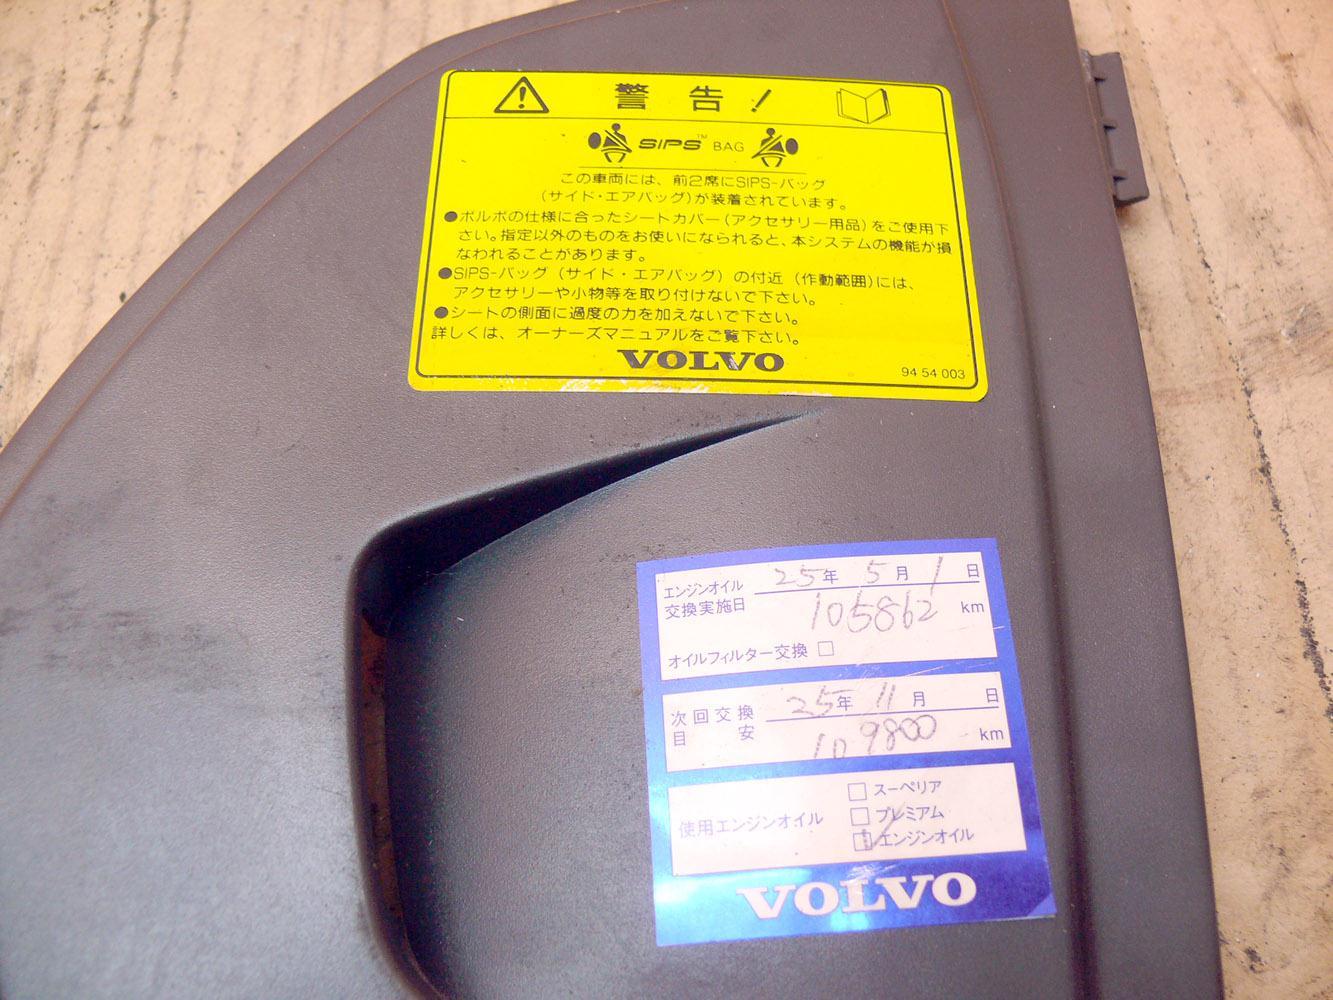 警告！
SIPS™ BAG
この車両には、前2席にSIPS-バッグ
(サイド・エアバッグ)が装着されています。
●ボルボの仕様に合ったシートカバー(アクセサリー用品)をご使用下
さい。指定以外のものをお使いになられると、本システムの機能が損
なわれることがあります。
●SIPS-バッグ(サイド・エアバッグ)の付近(作動範囲)には、
アクセサリーや小物等を取り付けないで下さい。
●シートの側面に過度の力を加えないで下さい。
詳しくは、オーナーズマニュアルをご覧下さい。
VOLVO
94 54 003
エンジンオイル 25年 5月 1日
交換実施日 105862 km
オイルフィルター交換 □
次回交換 25年 11月 日
目安 109800 km
□ スーペリア
使用エンジンオイル □ プレミアム
エンジンオイル
VOLVO